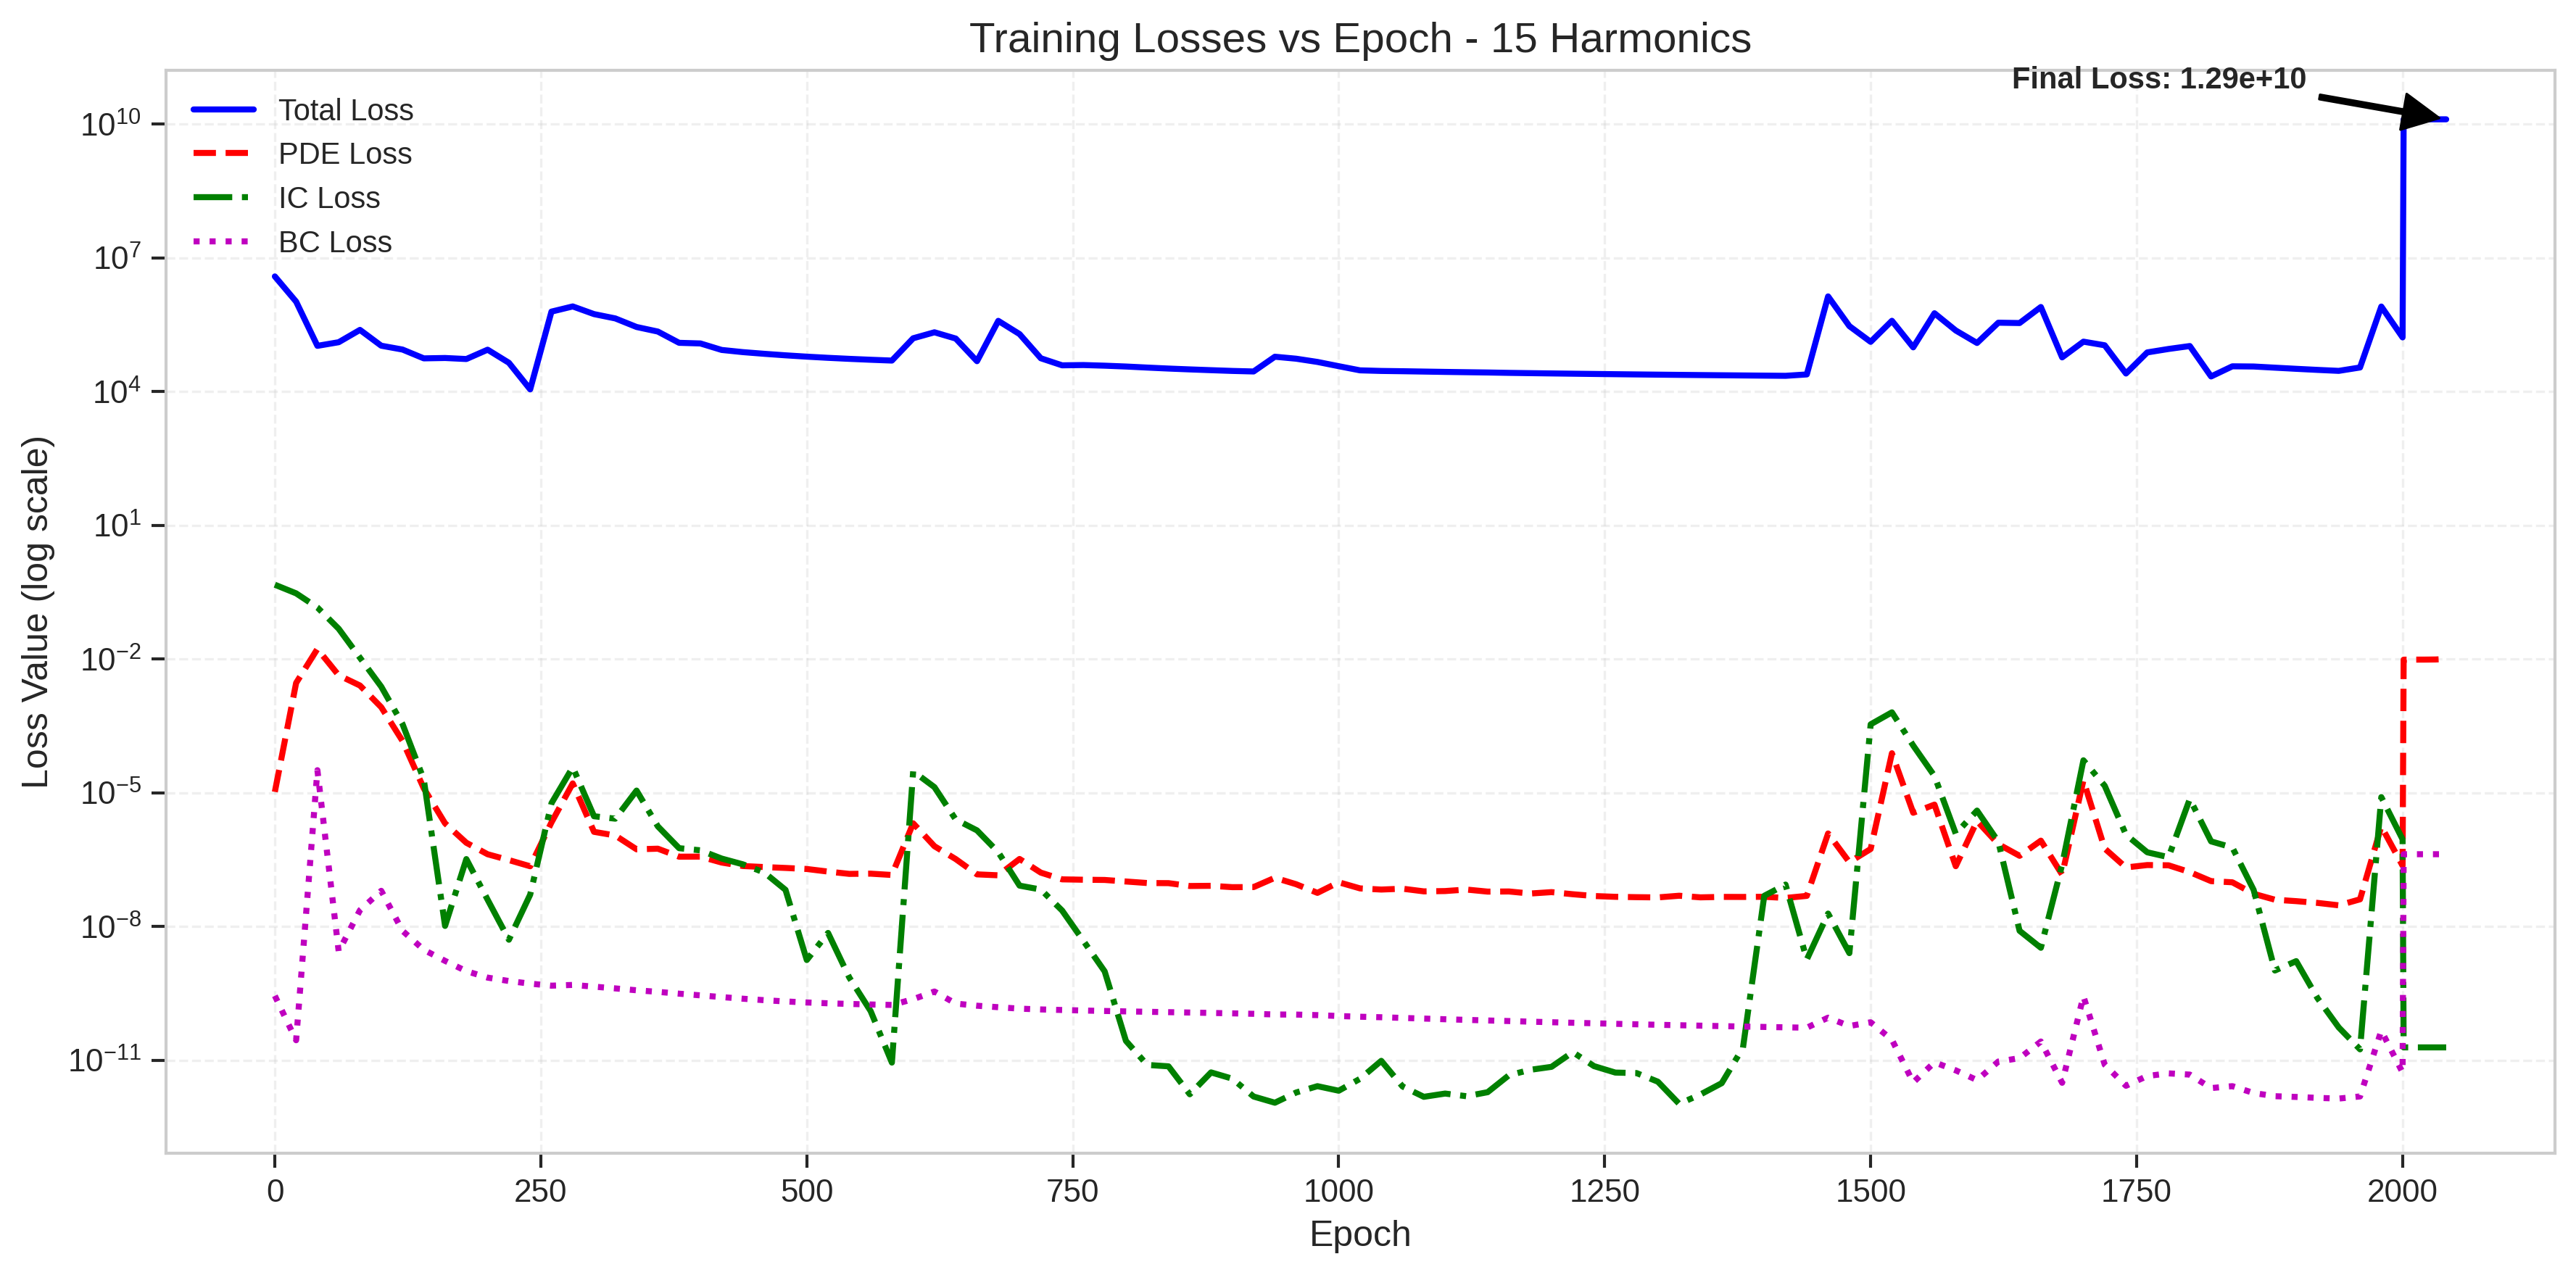 Training Losses vs Epoch - 15 Harmonics
Final Loss: 1.29e+10
Total Loss
PDE Loss
IC Loss
BC Loss
Loss Value (log scale)
10¹⁰
10⁷
10⁴
10¹
10⁻²
10⁻⁵
10⁻⁸
10⁻¹¹
0 250 500 750 1000 1250 1500 1750 2000
Epoch